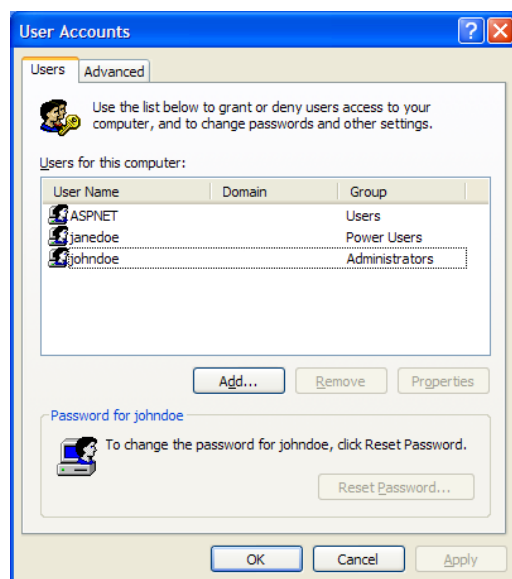 User Accounts
Users Advanced
Use the list below to grant or deny users access to your
computer, and to change passwords and other settings.
Users for this computer:
User Name Domain Group
ASPNET Users
janedoe Power Users
johndoe Administrators
Add... Remove Properties
Password for johndoe
To change the password for johndoe, click Reset Password.
Reset Password...
OK Cancel Apply